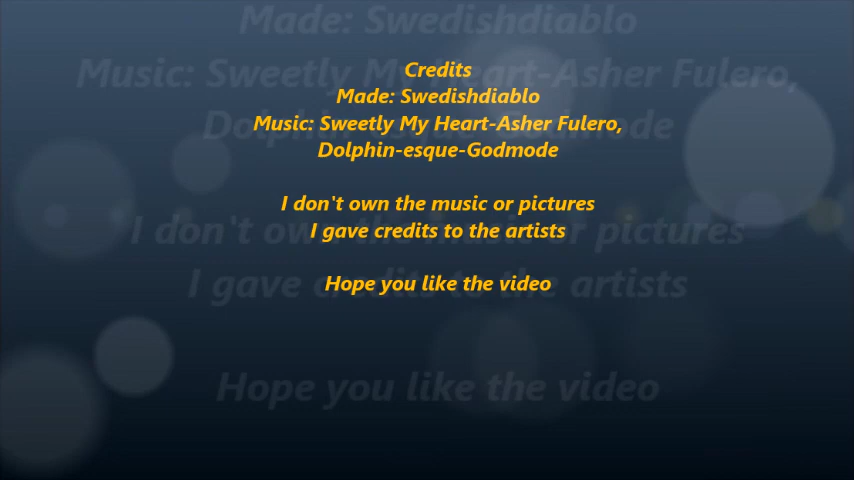 Credits
Made: Swedishdiablo
Music: Sweetly My Heart-Asher Fulero,
Dolphin-esque-Godmode
I don't own the music or pictures
I gave credits to the artists
Hope you like the video